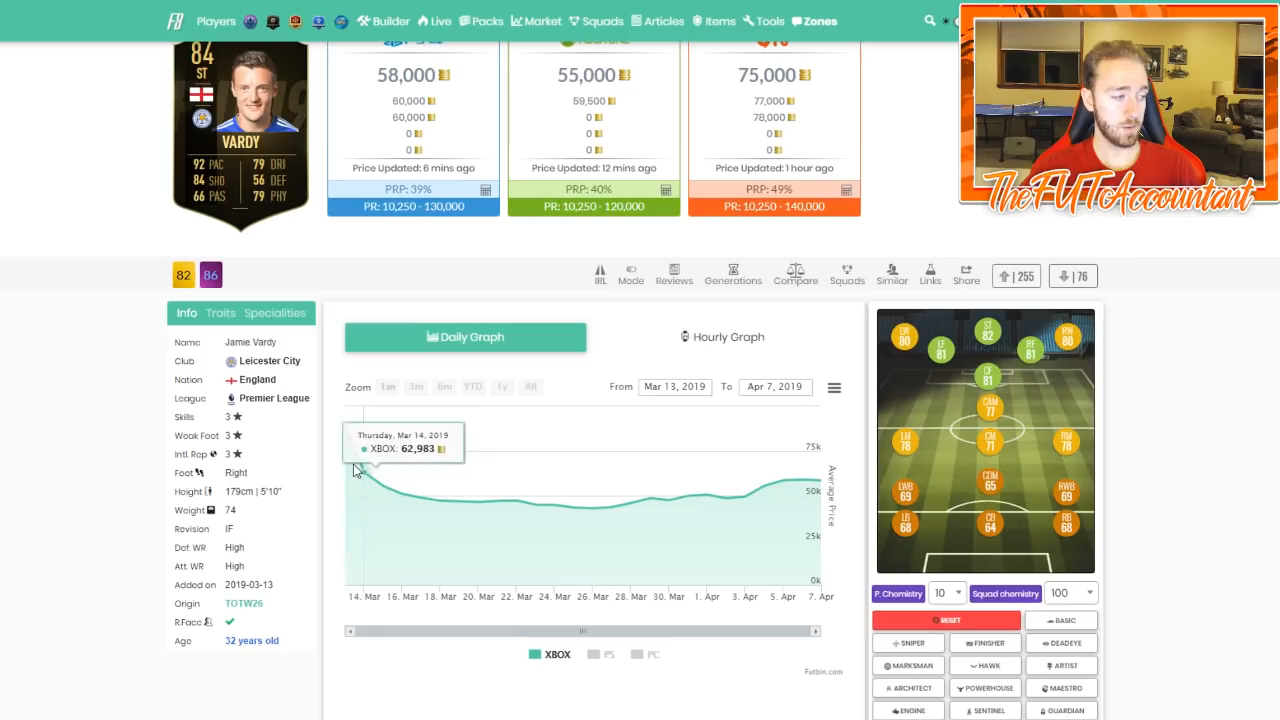 F8 Players Builder Live Packs Market Squads Articles Items Tools Zones
84
ST
VARDY
92 PAC 79 DRI
84 SHO 56 DEF
66 PAS 79 PHY
58,000
60,000
60,000
0
0
Price Updated: 6 mins ago
PRP: 39%
PR: 10,250 - 130,000
55,000
59,500
0
0
0
Price Updated: 12 mins ago
PRP: 40%
PR: 10,250 - 120,000
75,000
77,000
78,000
0
0
Price Updated: 1 hour ago
PRP: 49%
PR: 10,250 - 140,000
TheFUTAccountant
82 86
IRL Mode Reviews Generations Compare Squads Similar Links Share | 255 | 76
Info Traits Specialities
Name Jamie Vardy
Club Leicester City
Nation England
League Premier League
Skills 3
Weak Foot 3
Intl. Rep 3
Foot Right
Height 179cm | 5'10"
Weight 74
Revision IF
Def. WR High
Att. WR High
Added on 2019-03-13
Origin TOTW26
R.Face
Age 32 years old
Daily Graph Hourly Graph
Zoom 1m 3m 6m YTD 1y All From Mar 13, 2019 To Apr 7, 2019
Thursday, Mar 14, 2019
XBOX: 62,983
75k
50k
25k
0k
Average Price
14. Mar 16. Mar 18. Mar 20. Mar 22. Mar 24. Mar 26. Mar 28. Mar 30. Mar 1. Apr 3. Apr 5. Apr 7. Apr
XBOX PS PC
Futbin.com
LW 80
ST 82
RW 80
LF 81
RF 81
CF 81
CAM 77
LM 78
CM 71
RM 78
CDM 65
LWB 69
RWB 69
LB 68
CB 64
RB 68
P. Chemistry 10 Squad chemistry 100
RESET BASIC
SNIPER FINISHER DEADEYE
MARKSMAN HAWK ARTIST
ARCHITECT POWERHOUSE MAESTRO
ENGINE SENTINEL GUARDIAN